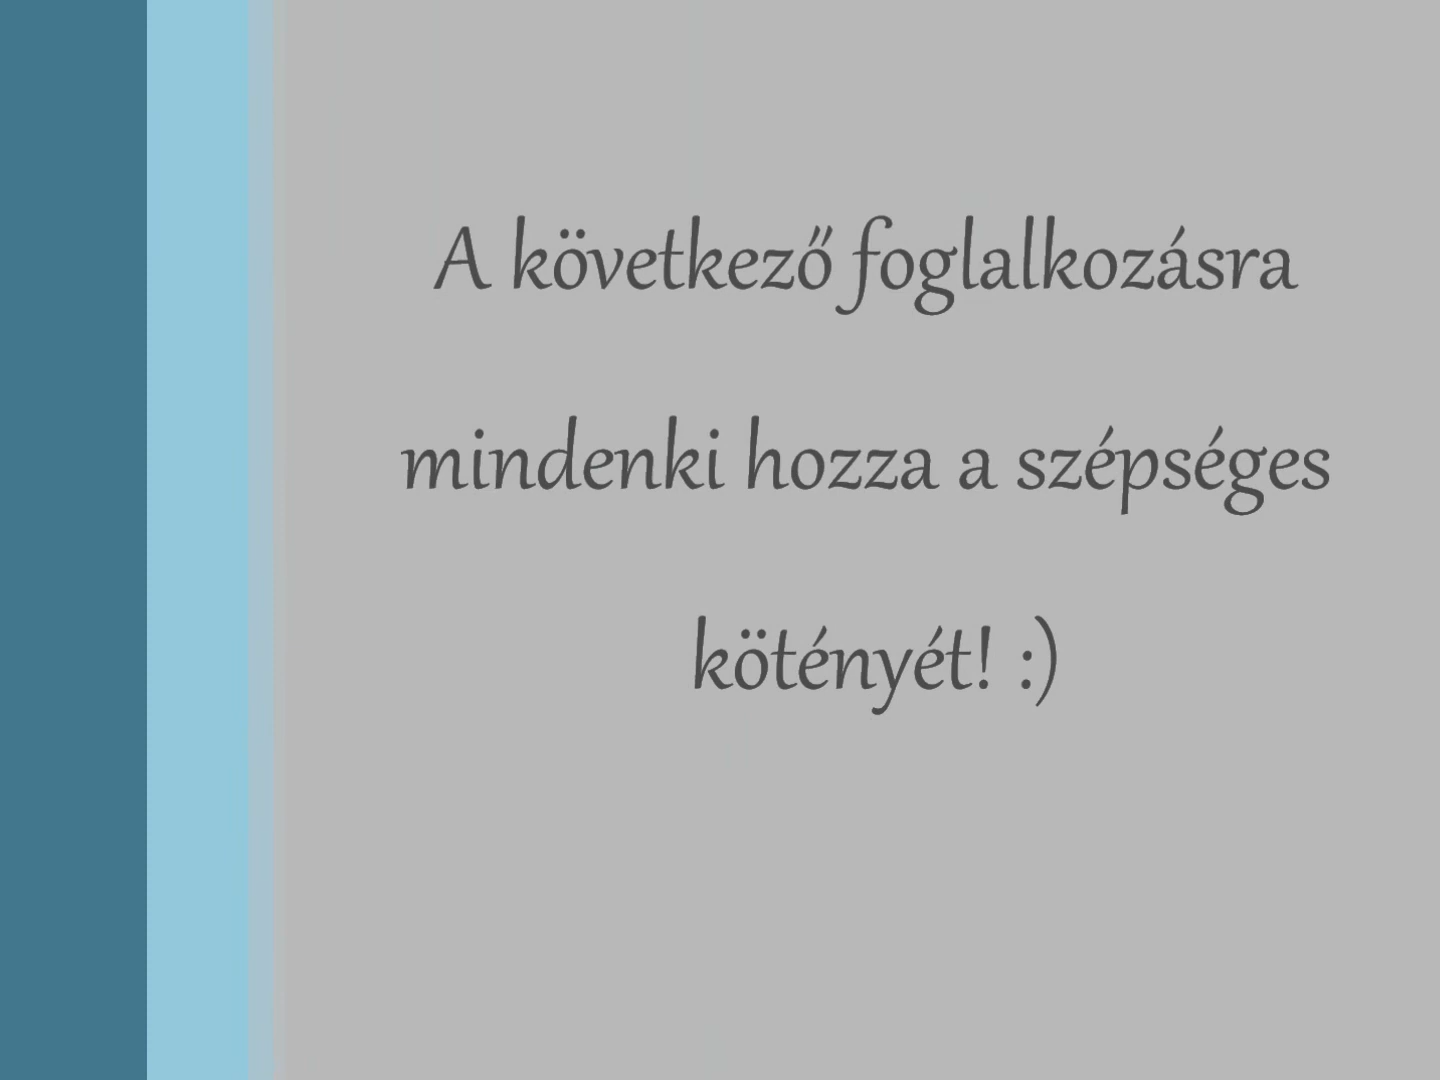 A következő foglalkozásra
mindenki hozza a szépséges
kötényét! :)